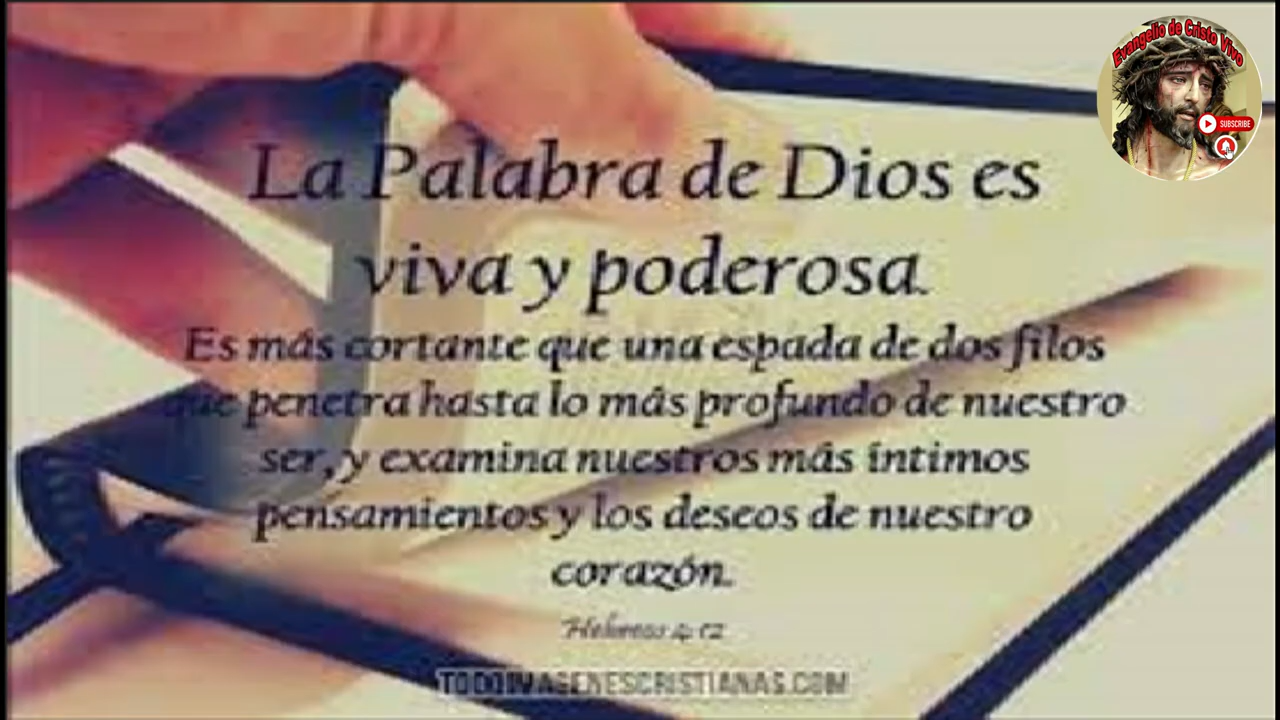 Evangelio de Cristo Vivo
SUBSCRIBE
La Palabra de Dios es
viva y poderosa.
Es más cortante que una espada de dos filos
que penetra hasta lo más profundo de nuestro
ser, y examina nuestros más íntimos
pensamientos y los deseos de nuestro
corazón.
Hebreos 4:12
TODOIMAGENESCRISTIANAS.COM